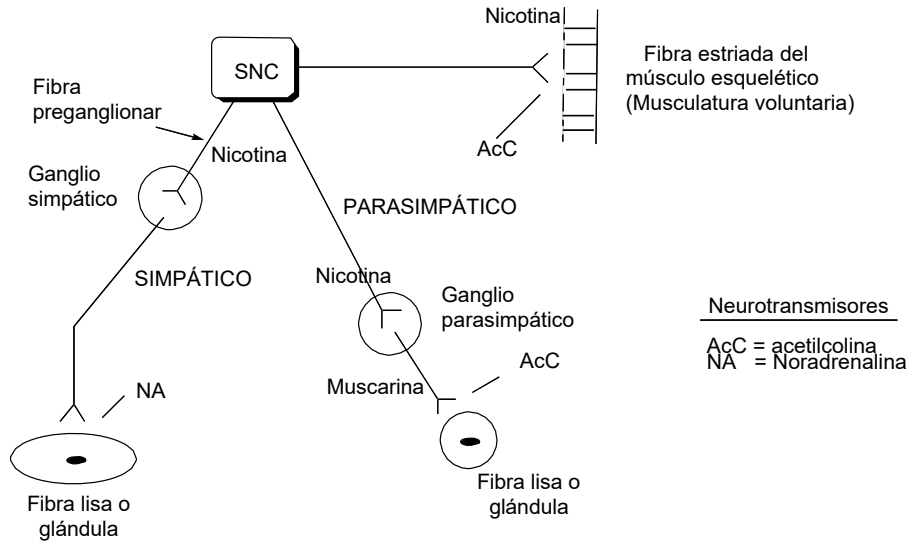 Nicotina
SNC
Fibra estriada del
músculo esquelético
(Musculatura voluntaria)
Fibra
preganglionar
AcC
Nicotina
Ganglio
simpático
PARASIMPÁTICO
SIMPÁTICO
Nicotina
Ganglio
parasimpático
Neurotransmisores
AcC = acetilcolina
NA = Noradrenalina
AcC
Muscarina
NA
Fibra lisa o
glándula
Fibra lisa o
glándula